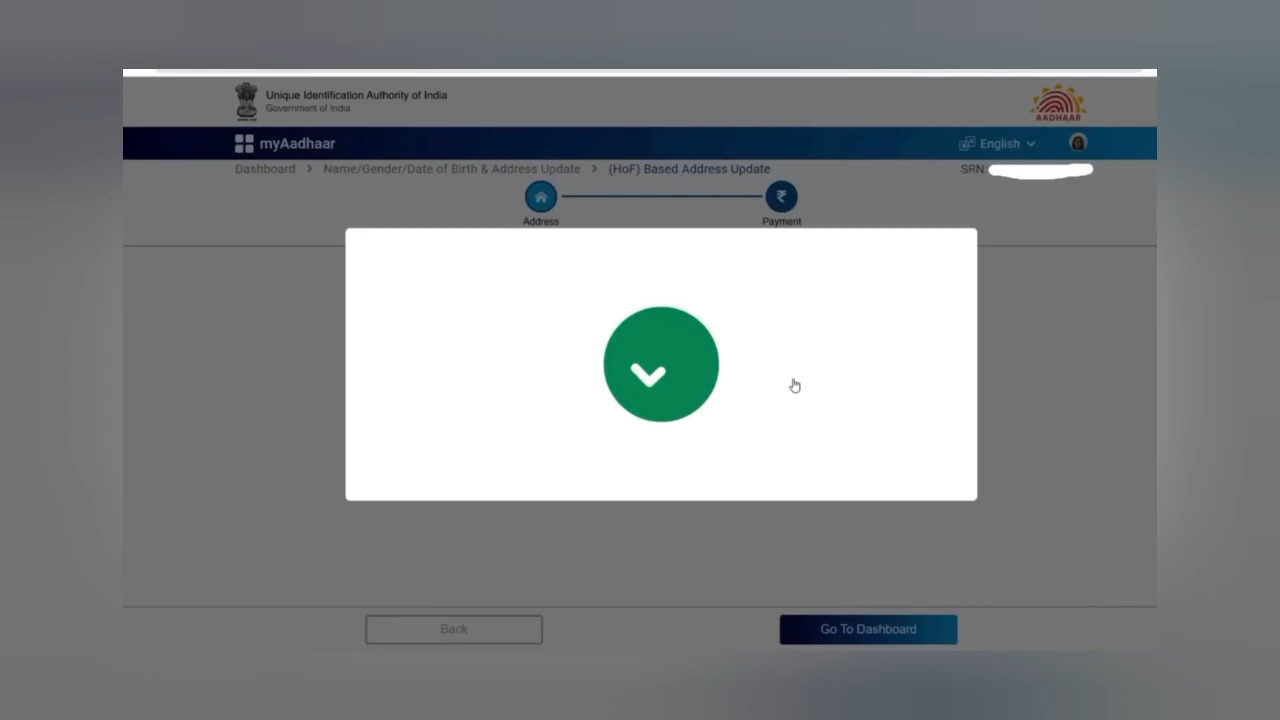 Unique Identification Authority of India
Government of India
AADHAAR
myAadhaar
English
Dashboard > Name/Gender/Date of Birth & Address Update > (HoF) Based Address Update
SRN:
₹
Address
Payment
Back
Go To Dashboard